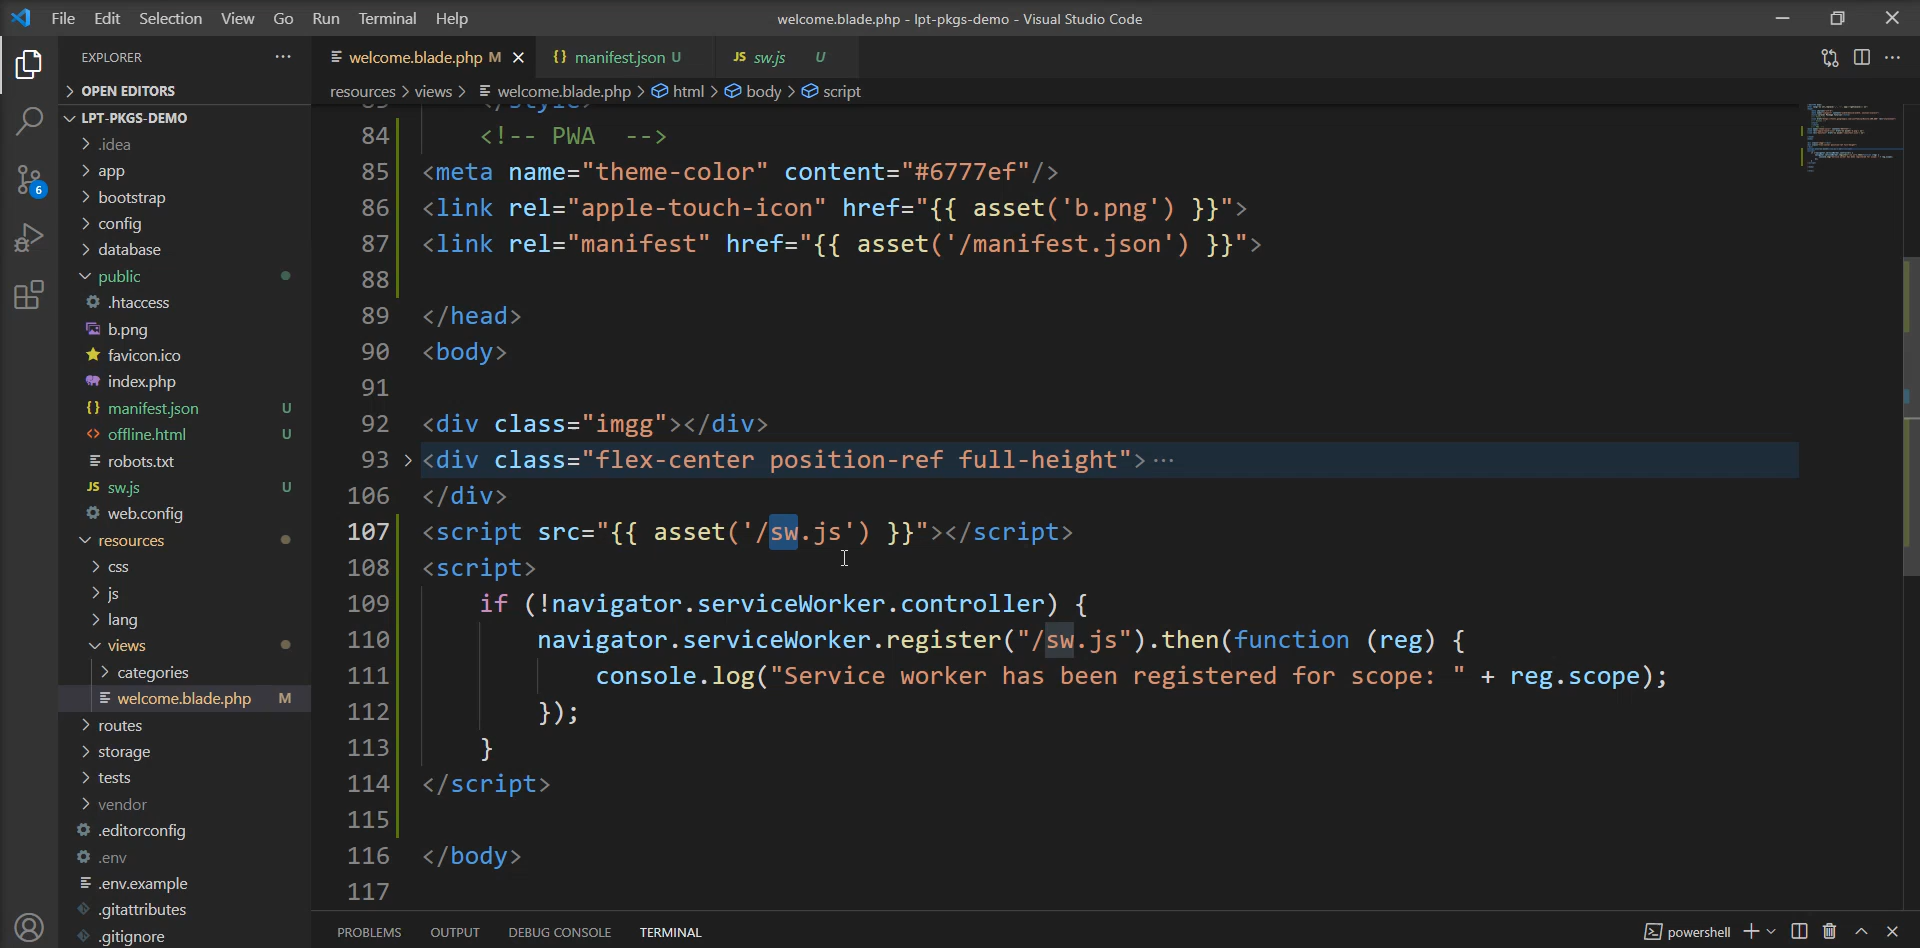 File Edit Selection View Go Run Terminal Help
welcome.blade.php - lpt-pkgs-demo - Visual Studio Code
EXPLORER
OPEN EDITORS
LPT-PKGS-DEMO
.idea
app
bootstrap
config
database
public
.htaccess
b.png
favicon.ico
index.php
{} manifest.json U
<> offline.html U
robots.txt
JS sw.js U
web.config
resources
css
js
lang
views
categories
welcome.blade.php M
routes
storage
tests
vendor
.editorconfig
.env
.env.example
.gitattributes
.gitignore
6
welcome.blade.php M
{} manifest.json U
JS sw.js U
resources > views > welcome.blade.php > html > body > script
83 </style>
84 <!-- PWA -->
85 <meta name="theme-color" content="#6777ef"/>
86 <link rel="apple-touch-icon" href="{{ asset('b.png') }}">
87 <link rel="manifest" href="{{ asset('/manifest.json') }}">
88
89 </head>
90 <body>
91
92 <div class="imgg"></div>
93 <div class="flex-center position-ref full-height">···
106 </div>
107 <script src="{{ asset('/sw.js') }}"></script>
108 <script>
109 if (!navigator.serviceWorker.controller) {
110 navigator.serviceWorker.register("/sw.js").then(function (reg) {
111 console.log("Service worker has been registered for scope: " + reg.scope);
112 });
113 }
114 </script>
115
116 </body>
117
PROBLEMS OUTPUT DEBUG CONSOLE TERMINAL
powershell